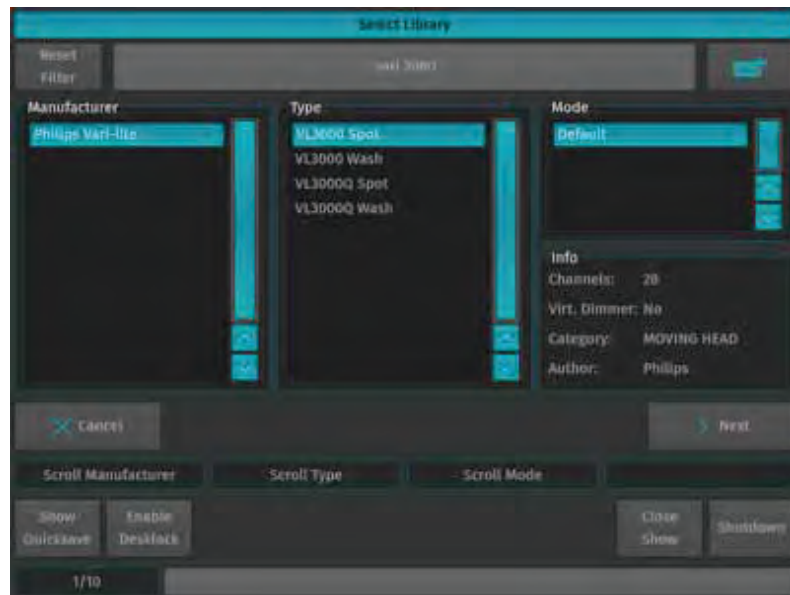 Select Library
Reset
Filter
vari 3000
Manufacturer
Philips Vari-lite
Type
VL3000 Spot
VL3000 Wash
VL3000Q Spot
VL3000Q Wash
Mode
Default
Info
Channels: 28
Virt. Dimmer: No
Category: MOVING HEAD
Author: Philips
Cancel
Next
Scroll Manufacturer
Scroll Type
Scroll Mode
Show
Quicksave
Enable
Desklock
Close
Show
Shutdown
1/10